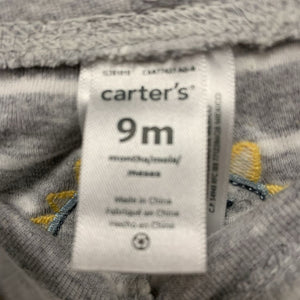 carter's®
9m
months/mois/
meses
Made in China
Fabriqué en Chine
Hecho en China